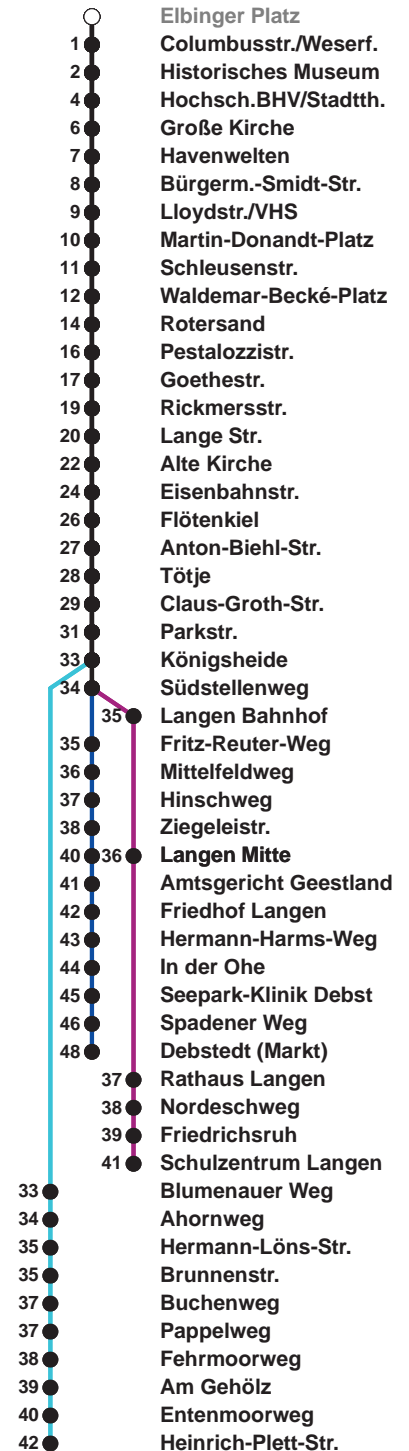 Elbinger Platz
1 Columbusstr./Weserf.
2 Historisches Museum
4 Hochsch.BHV/Stadtth.
6 Große Kirche
7 Havenwelten
8 Bürgerm.-Smidt-Str.
9 Lloydstr./VHS
10 Martin-Donandt-Platz
11 Schleusenstr.
12 Waldemar-Becké-Platz
14 Rotersand
16 Pestalozzistr.
17 Goethestr.
19 Rickmersstr.
20 Lange Str.
22 Alte Kirche
24 Eisenbahnstr.
26 Flötenkiel
27 Anton-Biehl-Str.
28 Tötje
29 Claus-Groth-Str.
31 Parkstr.
33 Königsheide
34 Südstellenweg
35 Langen Bahnhof
35 Fritz-Reuter-Weg
36 Mittelfeldweg
37 Hinschweg
38 Ziegeleistr.
40 36 Langen Mitte
41 Amtsgericht Geestland
42 Friedhof Langen
43 Hermann-Harms-Weg
44 In der Ohe
45 Seepark-Klinik Debst
46 Spadener Weg
48 Debstedt (Markt)
37 Rathaus Langen
38 Nordeschweg
39 Friedrichsruh
41 Schulzentrum Langen
33 Blumenauer Weg
34 Ahornweg
35 Hermann-Löns-Str.
35 Brunnenstr.
37 Buchenweg
37 Pappelweg
38 Fehrmoorweg
39 Am Gehölz
40 Entenmoorweg
42 Heinrich-Plett-Str.